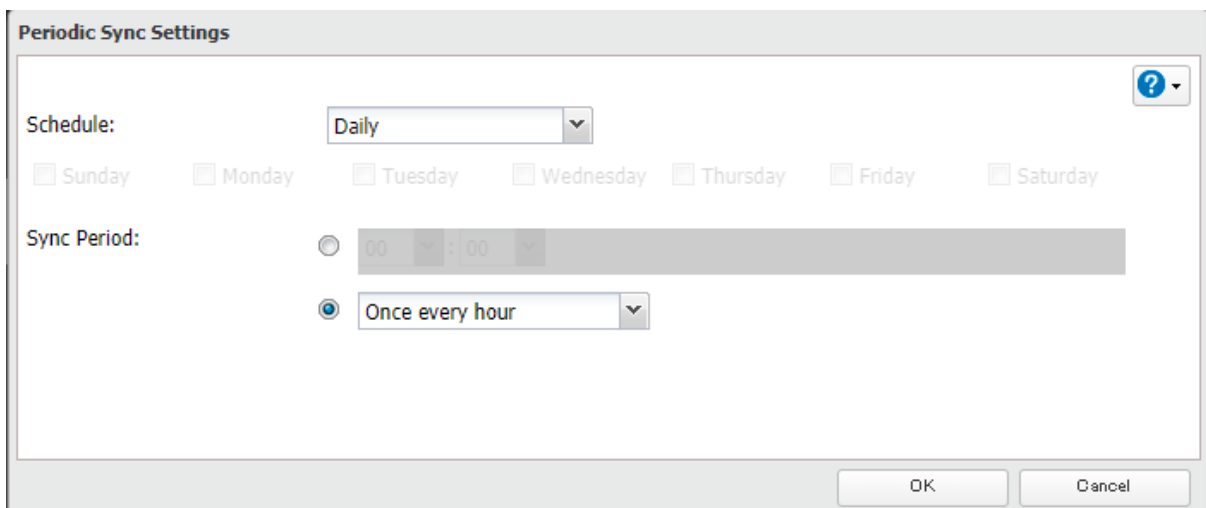 Periodic Sync Settings
?
Schedule: Daily
Sunday Monday Tuesday Wednesday Thursday Friday Saturday
Sync Period: 00 : 00
Once every hour
OK Cancel